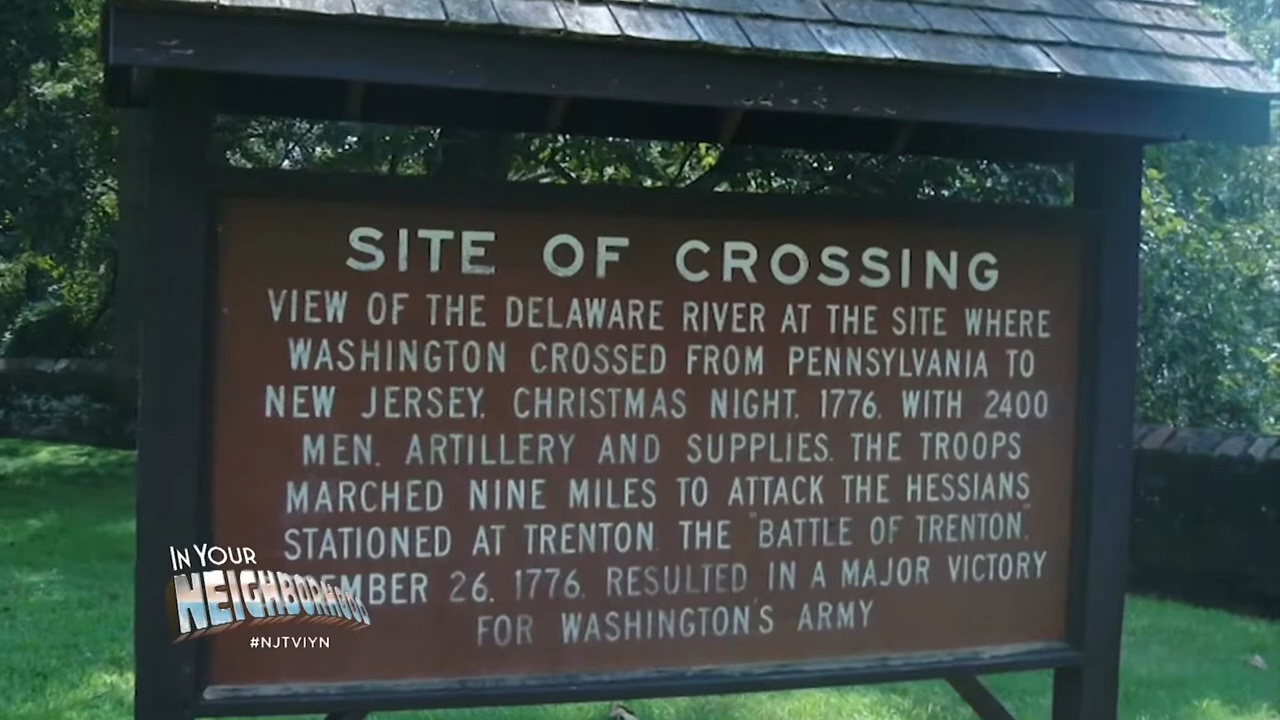 SITE OF CROSSING
VIEW OF THE DELAWARE RIVER AT THE SITE WHERE
WASHINGTON CROSSED FROM PENNSYLVANIA TO
NEW JERSEY, CHRISTMAS NIGHT, 1776, WITH 2400
MEN, ARTILLERY AND SUPPLIES. THE TROOPS
MARCHED NINE MILES TO ATTACK THE HESSIANS
STATIONED AT TRENTON. THE "BATTLE OF TRENTON,"
EMBER 26, 1776, RESULTED IN A MAJOR VICTORY
FOR WASHINGTON'S ARMY
IN YOUR
NEIGHBORHOOD
#NJTVIYN